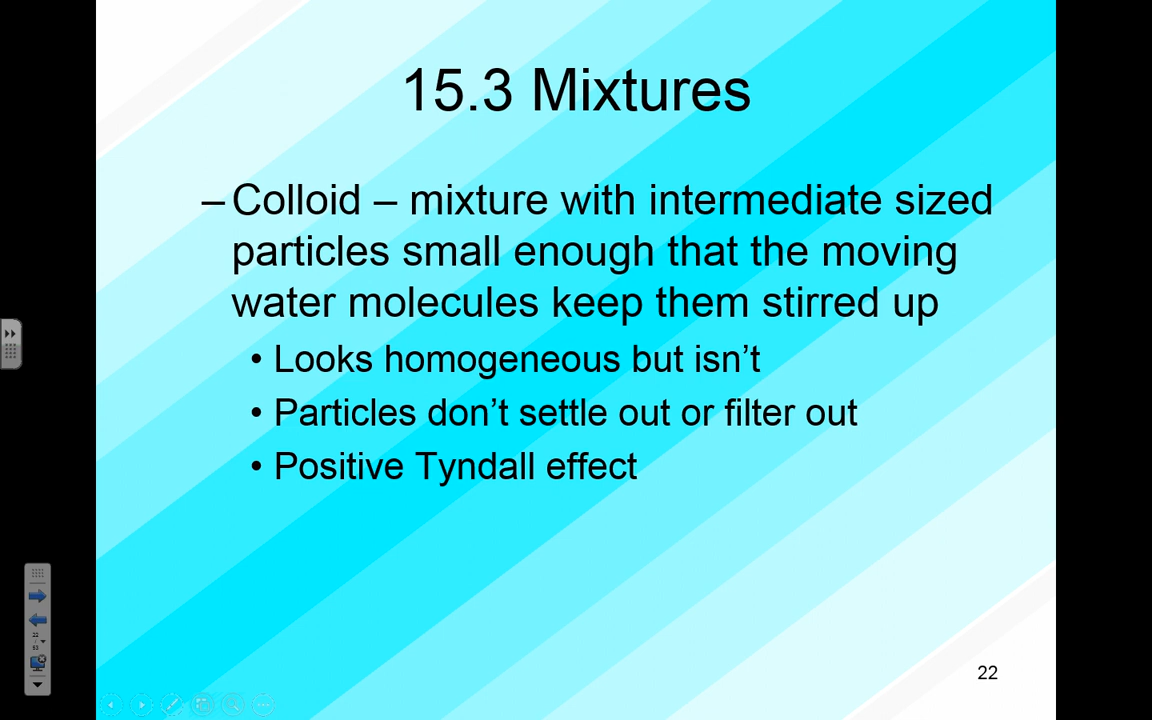 15.3 Mixtures
– Colloid – mixture with intermediate sized
particles small enough that the moving
water molecules keep them stirred up
• Looks homogeneous but isn’t
• Particles don’t settle out or filter out
• Positive Tyndall effect
22